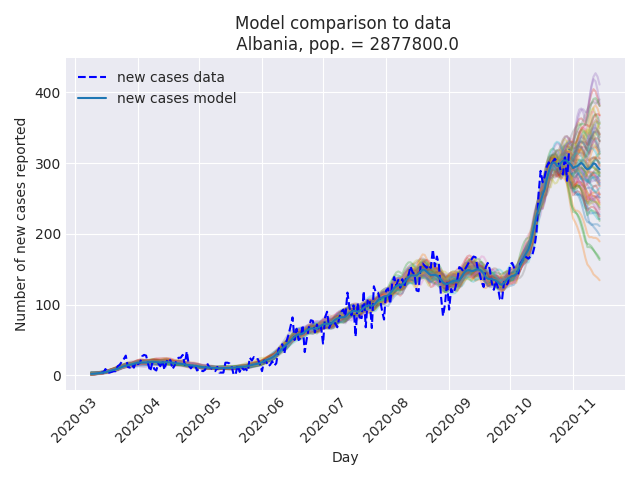 Model comparison to data
Albania, pop. = 2877800.0
new cases data
new cases model
Number of new cases reported
400
300
200
100
0
2020-03
2020-04
2020-05
2020-06
2020-07
2020-08
2020-09
2020-10
2020-11
Day